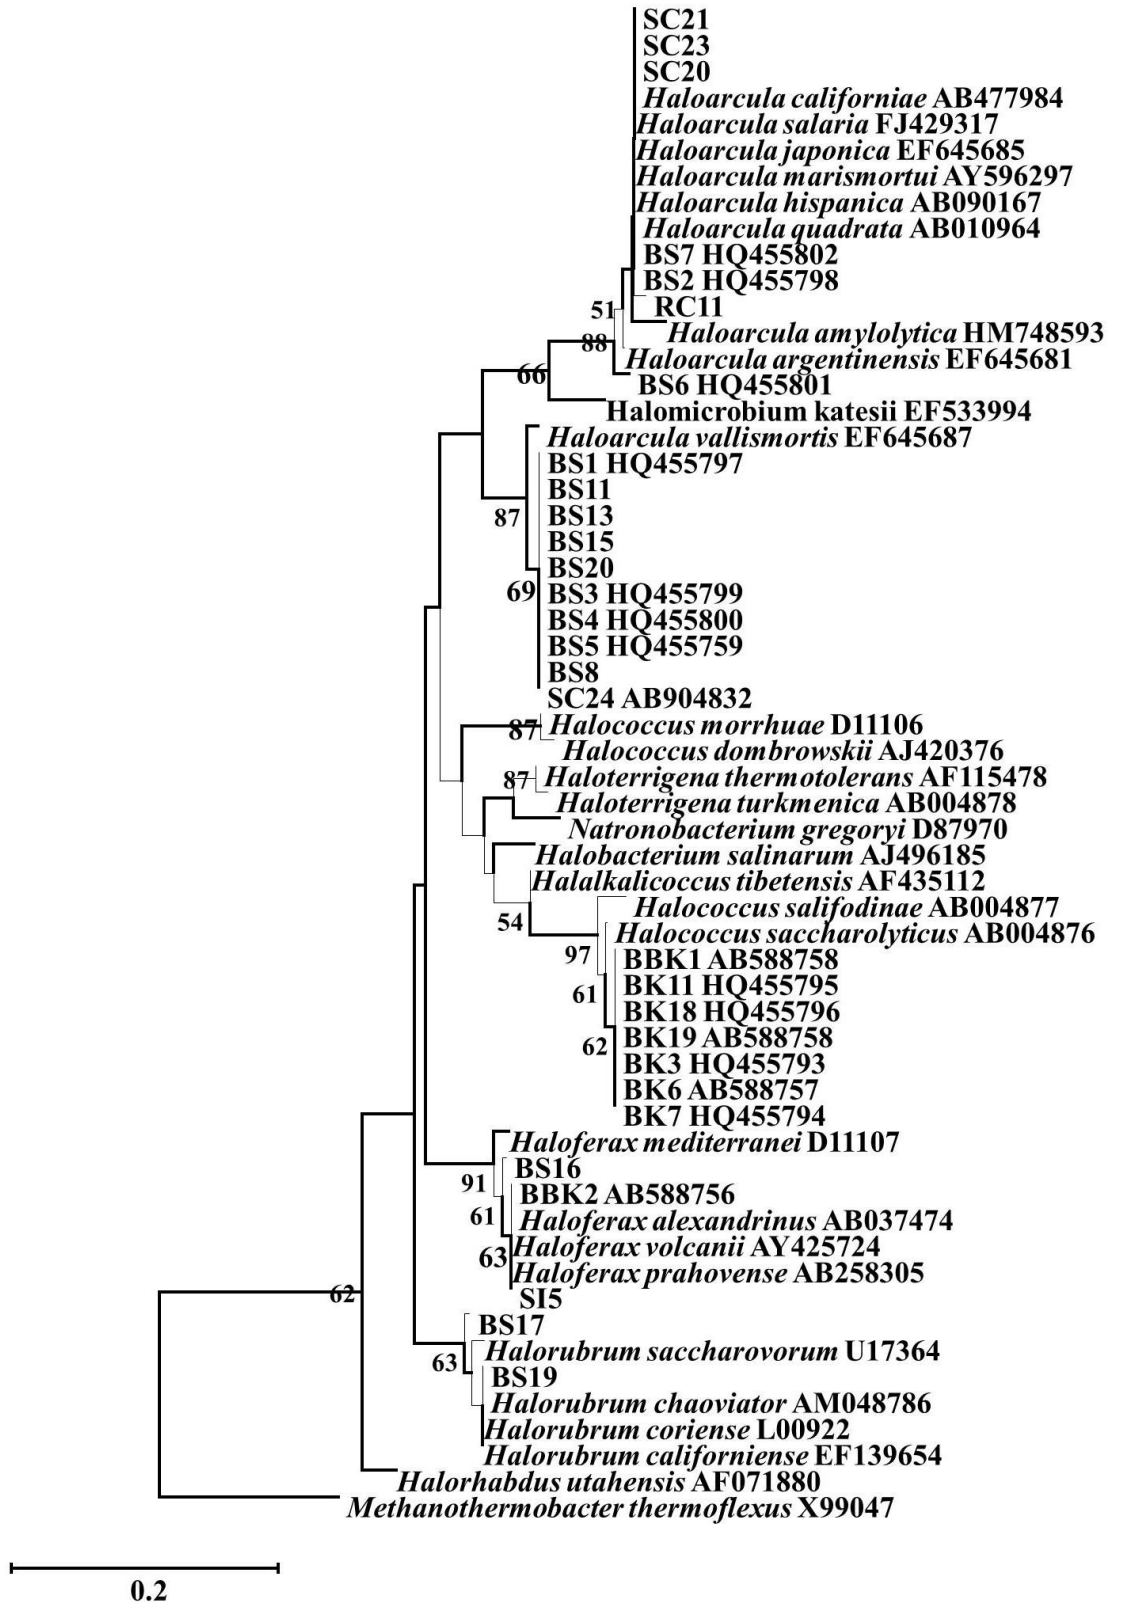 SC21
SC23
SC20
Haloarcula californiae AB477984
Haloarcula salaria FJ429317
Haloarcula japonica EF645685
Haloarcula marismortui AY596297
Haloarcula hispanica AB090167
Haloarcula quadrata AB010964
BS7 HQ455802
BS2 HQ455798
51 RC11
Haloarcula amylolytica HM748593
88
Haloarcula argentinensis EF645681
66 BS6 HQ455801
Halomicrobium katesii EF533994
Haloarcula vallismortis EF645687
BS1 HQ455797
BS11
87 BS13
BS15
BS20
69 BS3 HQ455799
BS4 HQ455800
BS5 HQ455759
BS8
SC24 AB904832
87 Halococcus morrhuae D11106
Halococcus dombrowskii AJ420376
87 Haloterrigena thermotolerans AF115478
Haloterrigena turkmenica AB004878
Natronobacterium gregoryi D87970
Halobacterium salinarum AJ496185
Halalkalicoccus tibetensis AF435112
Halococcus salifodinae AB004877
54
Halococcus saccharolyticus AB004876
97 BBK1 AB588758
BK11 HQ455795
61
BK18 HQ455796
BK19 AB588758
62
BK3 HQ455793
BK6 AB588757
BK7 HQ455794
Haloferax mediterranei D11107
BS16
91
BBK2 AB588756
61 Haloferax alexandrinus AB037474
Haloferax volcanii AY425724
63
Haloferax prahovense AB258305
62 SI5
BS17
Halorubrum saccharovorum U17364
63
BS19
Halorubrum chaoviator AM048786
Halorubrum coriense L00922
Halorubrum californiense EF139654
Halorhabdus utahensis AF071880
Methanothermobacter thermoflexus X99047
0.2